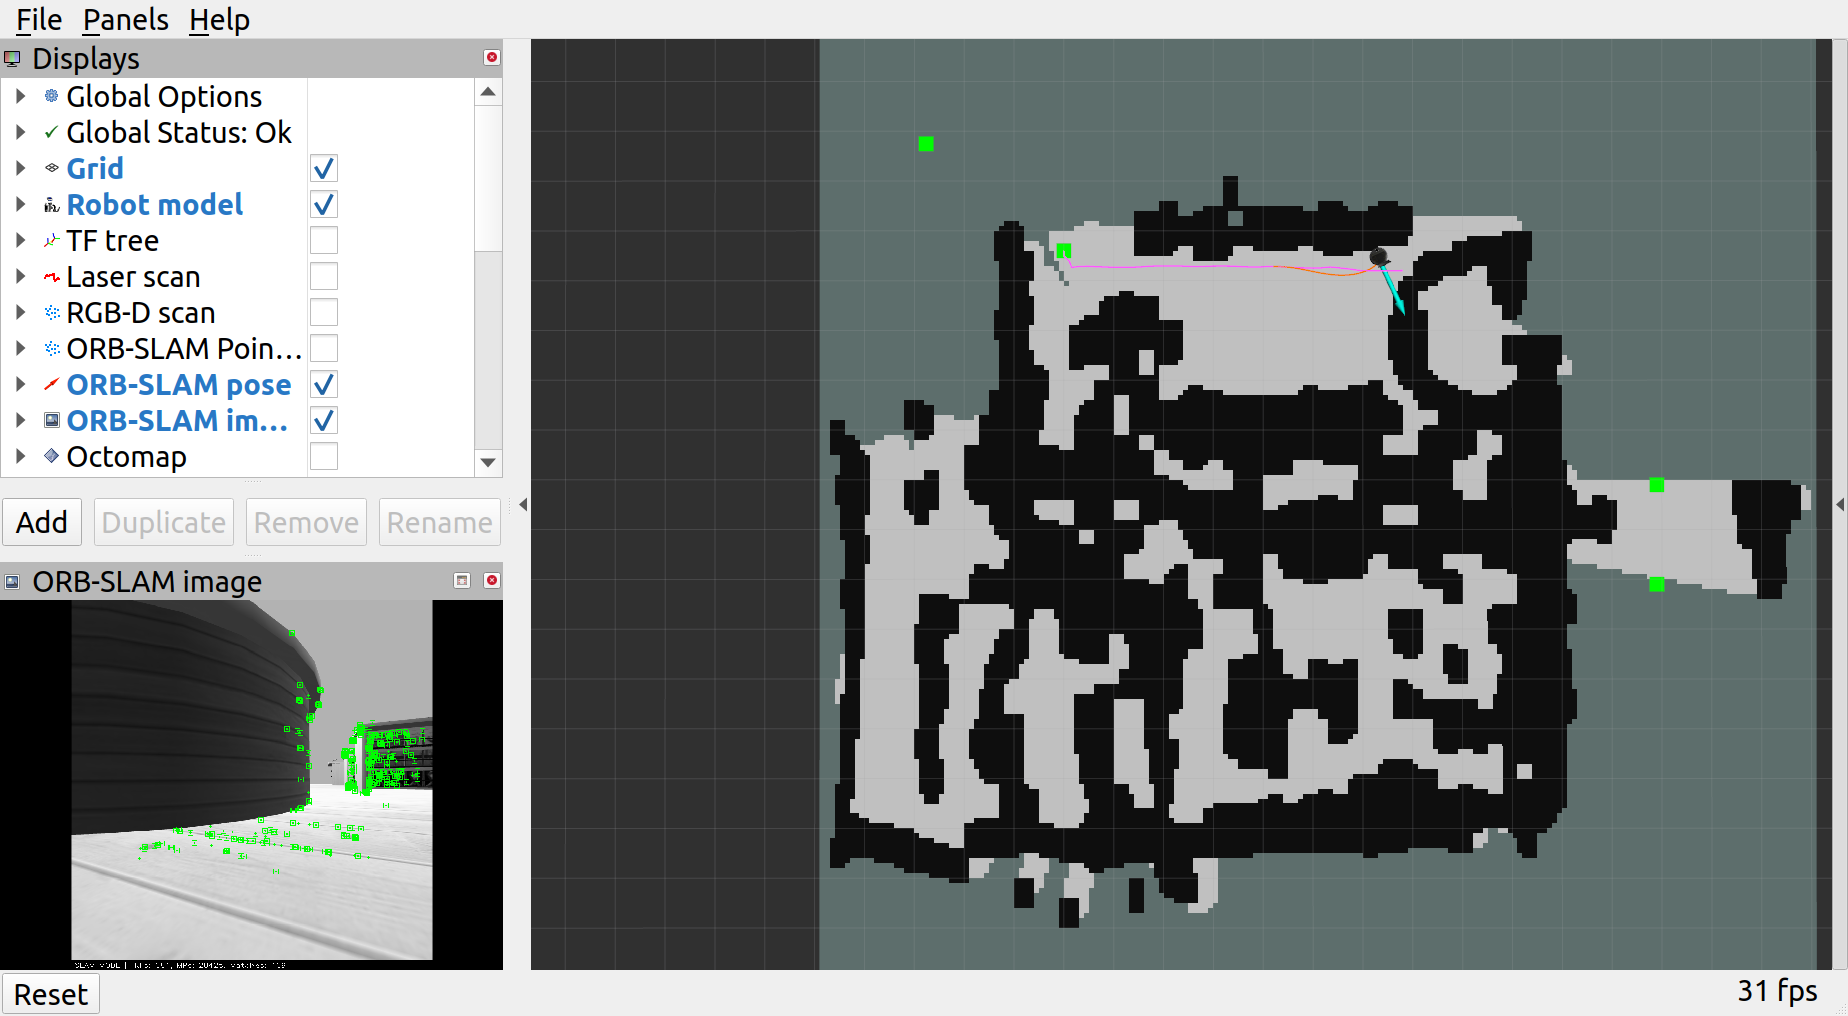 File Panels Help
Displays
Global Options
Global Status: Ok
Grid
Robot model
TF tree
Laser scan
RGB-D scan
ORB-SLAM Poin...
ORB-SLAM pose
ORB-SLAM im...
Octomap
Add Duplicate Remove Rename
ORB-SLAM image
SLAM MODE |
Reset
31 fps